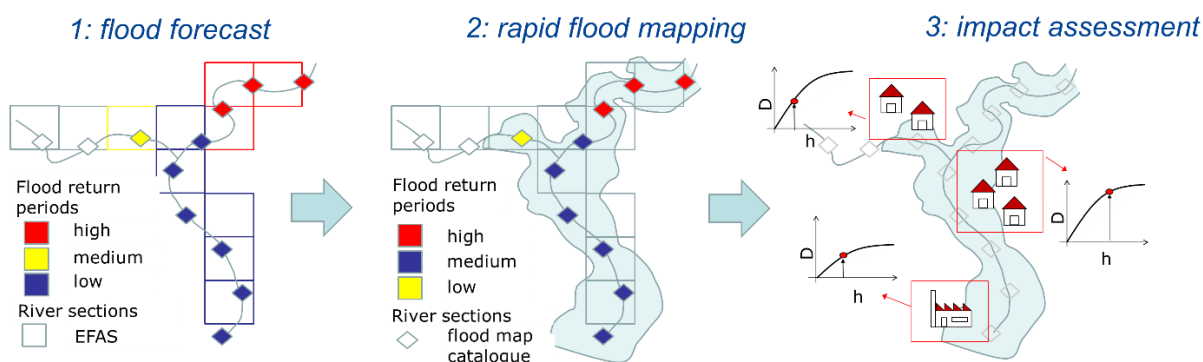 1: flood forecast
Flood return
periods
high
medium
low
River sections
EFAS
2: rapid flood mapping
Flood return
periods
high
medium
low
River sections
flood map
catalogue
3: impact assessment
D
h
D
h
D
h